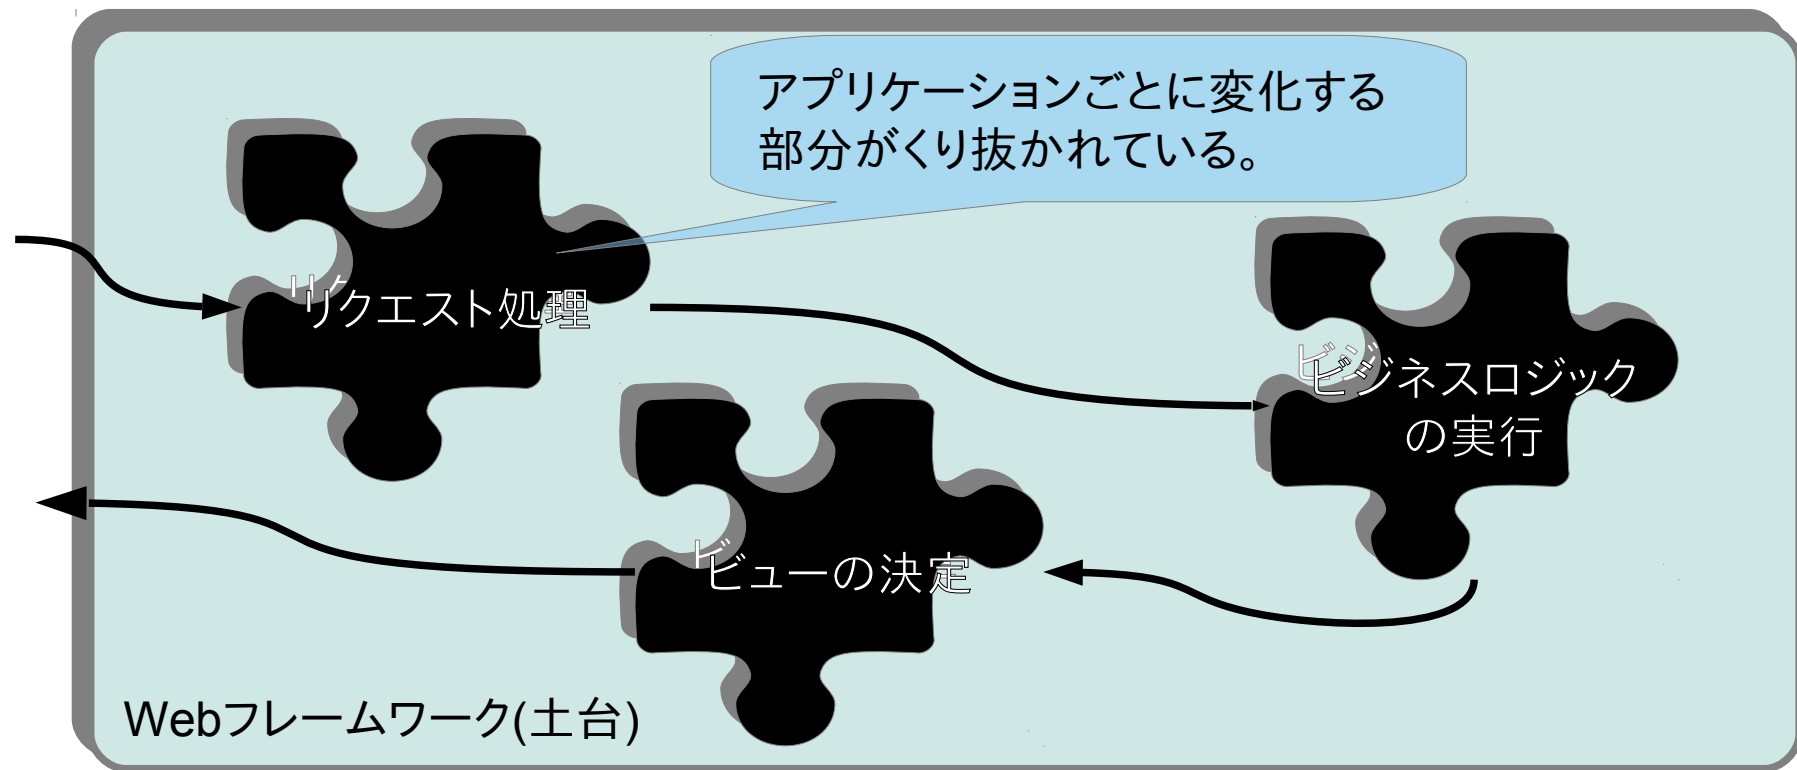 アプリケーションごとに変化する
部分がくり抜かれている。
リクエスト処理
ビジネスロジック
の実行
ビューの決定
Webフレームワーク(土台)